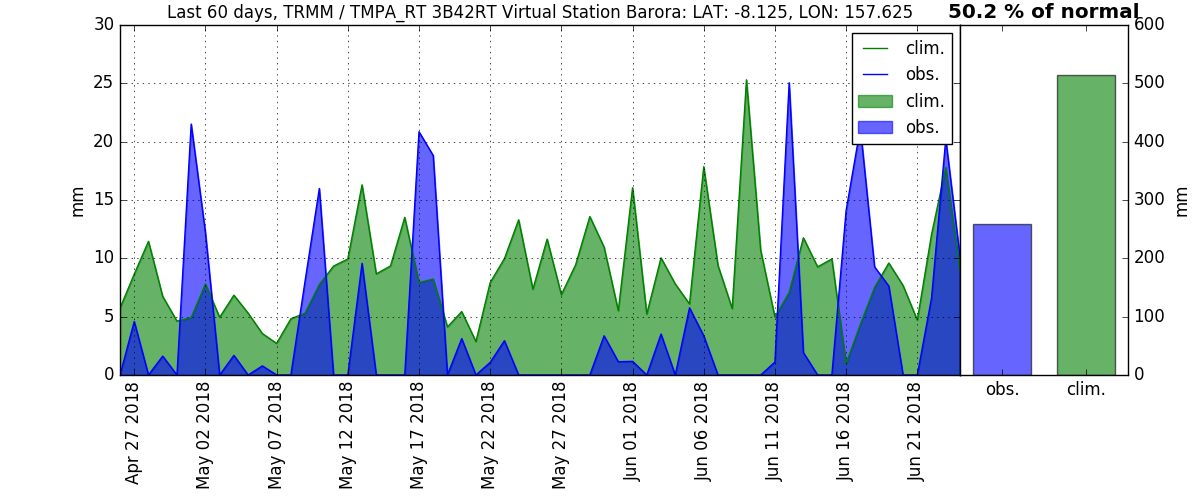 Last 60 days, TRMM / TMPA_RT 3B42RT Virtual Station Barora: LAT: -8.125, LON: 157.625
50.2 % of normal
30
25
20
15
10
5
0
mm
clim.
obs.
clim.
obs.
600
500
400
300
200
100
0
mm
Apr 27 2018
May 02 2018
May 07 2018
May 12 2018
May 17 2018
May 22 2018
May 27 2018
Jun 01 2018
Jun 06 2018
Jun 11 2018
Jun 16 2018
Jun 21 2018
obs.
clim.